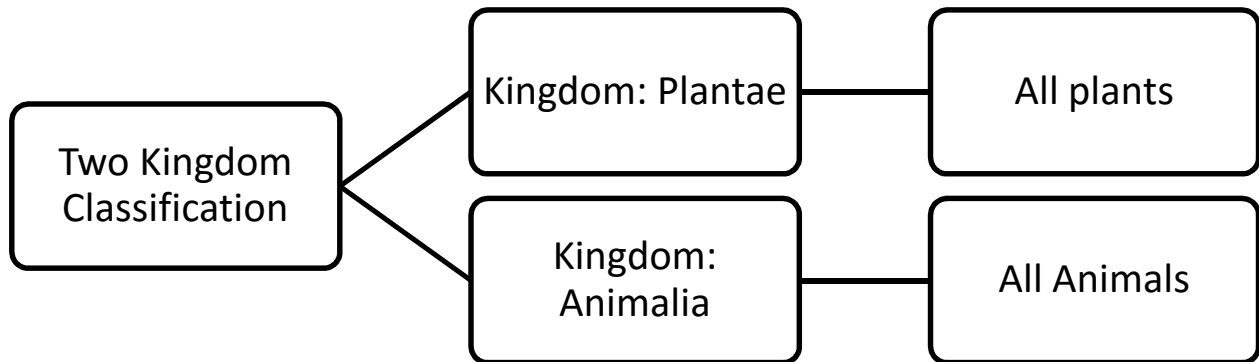 Two Kingdom
Classification
Kingdom: Plantae
All plants
Kingdom:
Animalia
All Animals